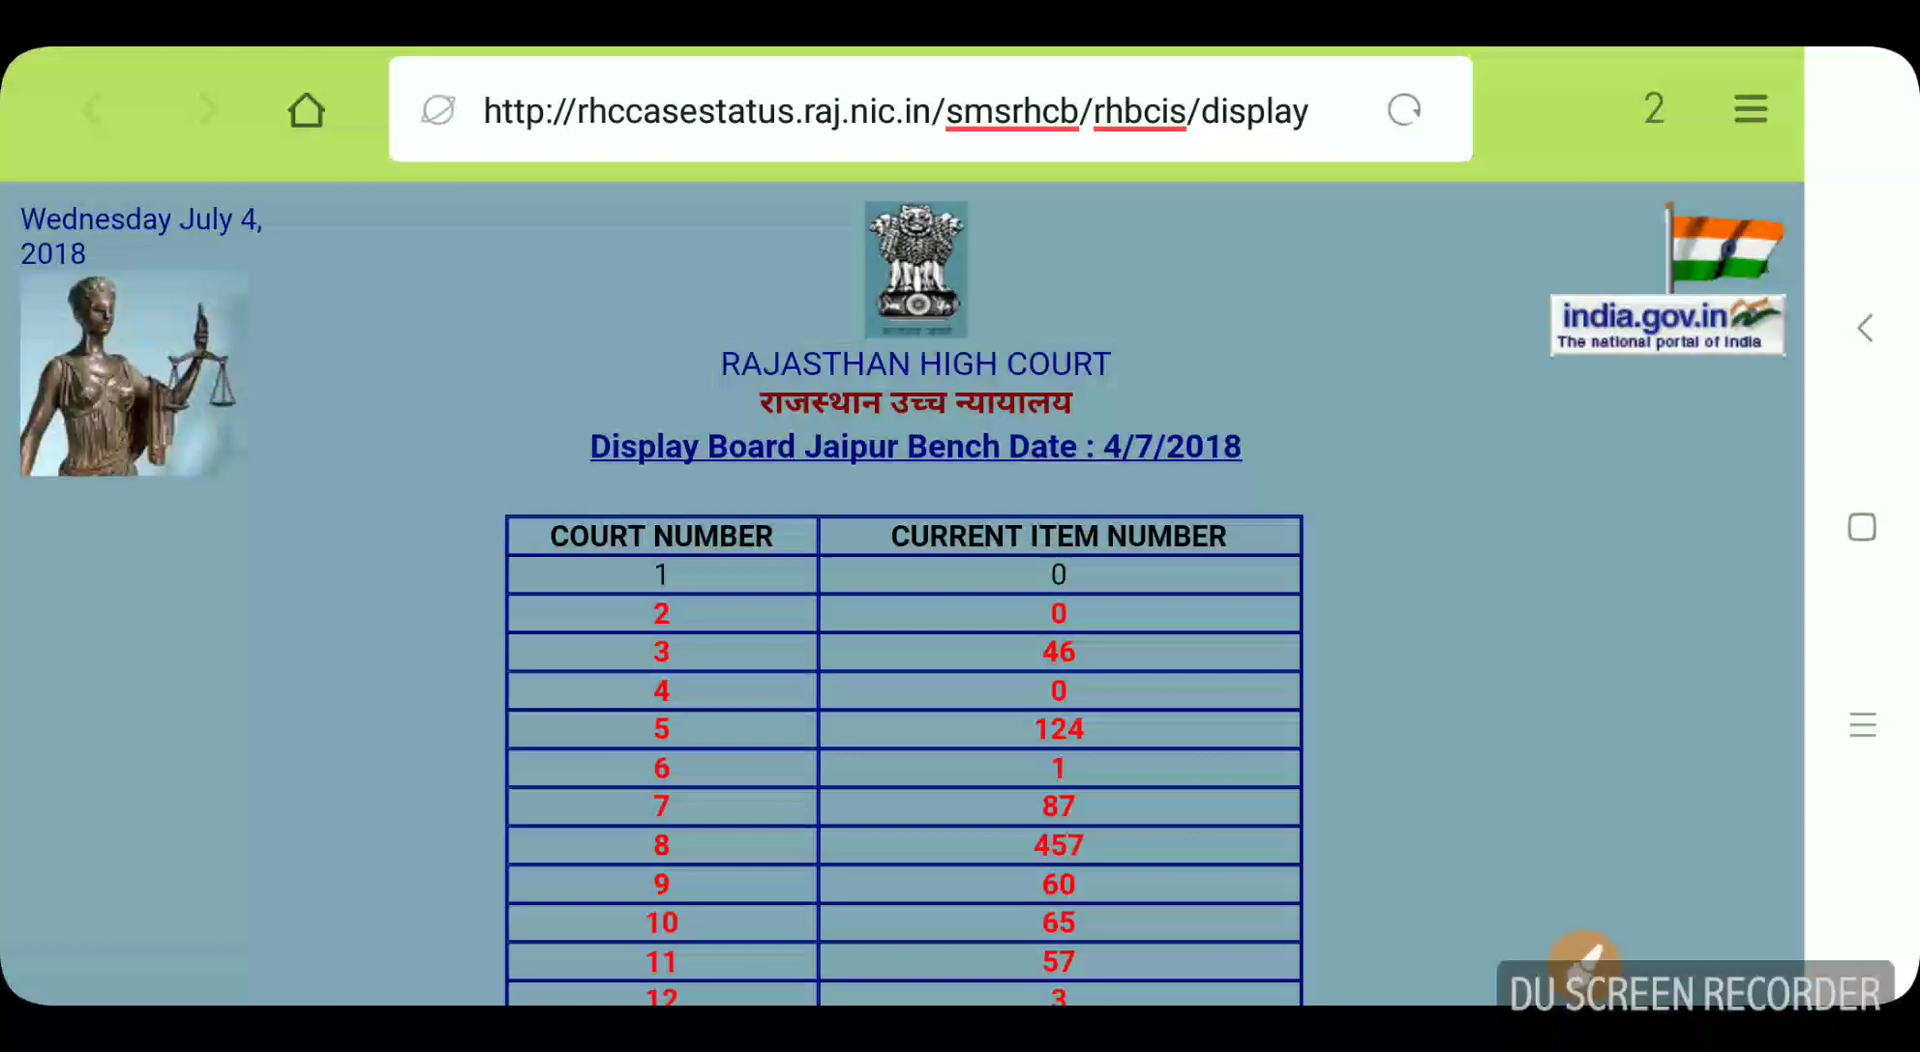 http://rhccasestatus.raj.nic.in/smsrhcb/rhbcis/display
2
Wednesday July 4,
2018
india.gov.in
The national portal of India
RAJASTHAN HIGH COURT
राजस्थान उच्च न्यायालय
Display Board Jaipur Bench Date : 4/7/2018
COURT NUMBER CURRENT ITEM NUMBER
1 0
2 0
3 46
4 0
5 124
6 1
7 87
8 457
9 60
10 65
11 57
12 3
DU SCREEN RECORDER